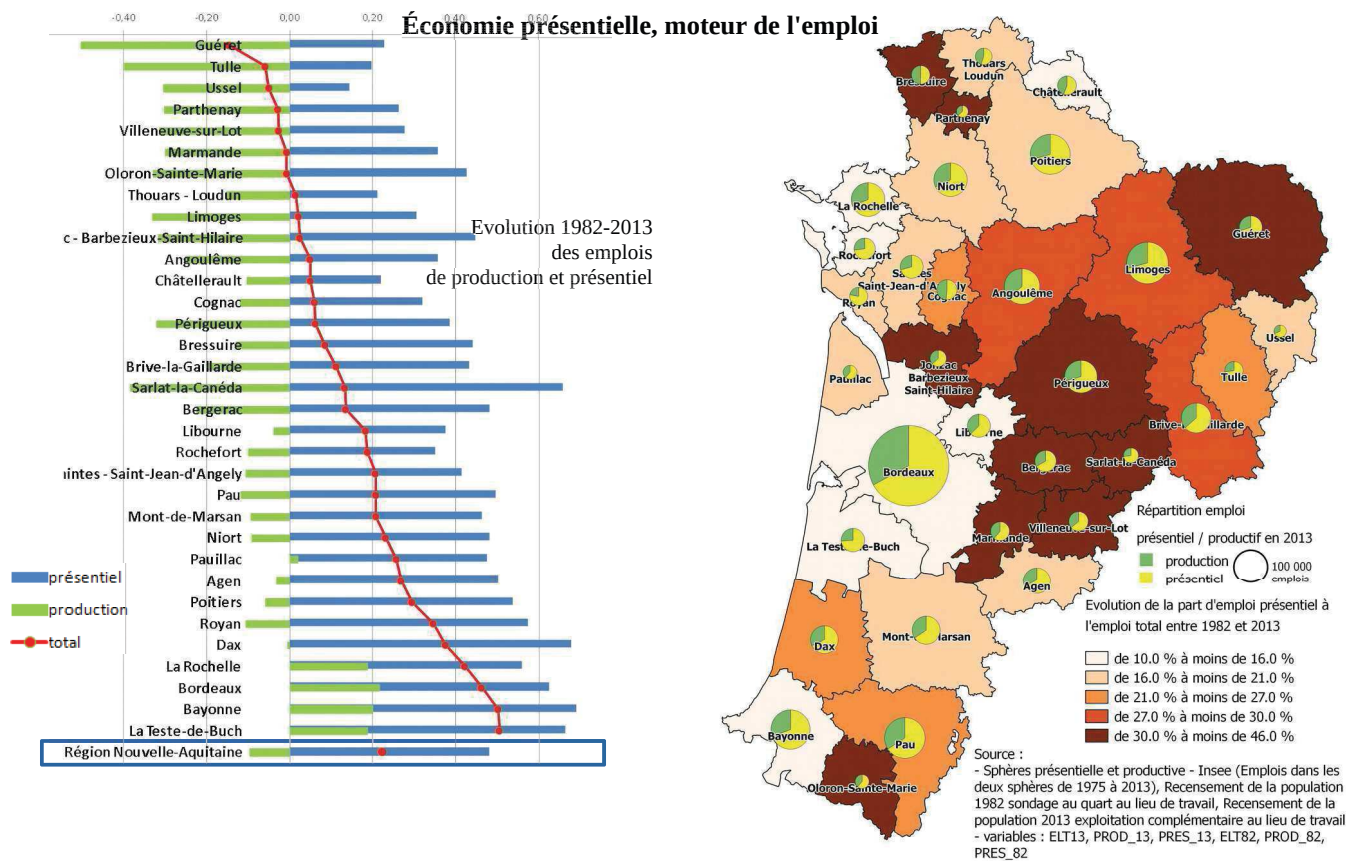 Économie présentielle, moteur de l'emploi
-0,40 -0,20 0,00 0,20 0,40 0,60
Guéret
Tulle
Ussel
Parthenay
Villeneuve-sur-Lot
Marmande
Oloron-Sainte-Marie
Thouars - Loudun
Limoges
c - Barbezieux-Saint-Hilaire
Angoulême
Châtellerault
Cognac
Périgueux
Bressuire
Brive-la-Gaillarde
Sarlat-la-Canéda
Bergerac
Libourne
Rochefort
intes - Saint-Jean-d'Angely
Pau
Mont-de-Marsan
Niort
Pauillac
Agen
Poitiers
Royan
Dax
La Rochelle
Bordeaux
Bayonne
La Teste-de-Buch
Région Nouvelle-Aquitaine
présentiel
production
total
Evolution 1982-2013
des emplois
de production et présentiel
Thouars
Loudun
Bressuire
Châtellerault
Parthenay
Poitiers
Niort
La Rochelle
Guéret
Rochefort
Limoges
Saintes
Saint-Jean-d'Angely
Royan
Cognac
Angoulême
Ussel
Jonzac
Barbezieux
Saint-Hilaire
Pauillac
Périgueux
Tulle
Brive-la-Gaillarde
Libourne
Bordeaux
Bergerac
Sarlat-la-Canéda
Marmande
Villeneuve-sur-Lot
La Teste-de-Buch
Agen
Dax
Mont-de-Marsan
Bayonne
Pau
Oloron-Sainte-Marie
Répartition emploi
présentiel / productif en 2013
production
présentiel
100 000
emplois
Evolution de la part d'emploi présentiel à
l'emploi total entre 1982 et 2013
de 10.0 % à moins de 16.0 %
de 16.0 % à moins de 21.0 %
de 21.0 % à moins de 27.0 %
de 27.0 % à moins de 30.0 %
de 30.0 % à moins de 46.0 %
Source :
- Sphères présentielle et productive - Insee (Emplois dans les
deux sphères de 1975 à 2013), Recensement de la population
1982 sondage au quart au lieu de travail, Recensement de la
population 2013 exploitation complémentaire au lieu de travail
- variables : ELT13, PROD_13, PRES_13, ELT82, PROD_82,
PRES_82